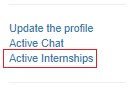 Update the profile
Active Chat
Active Internships